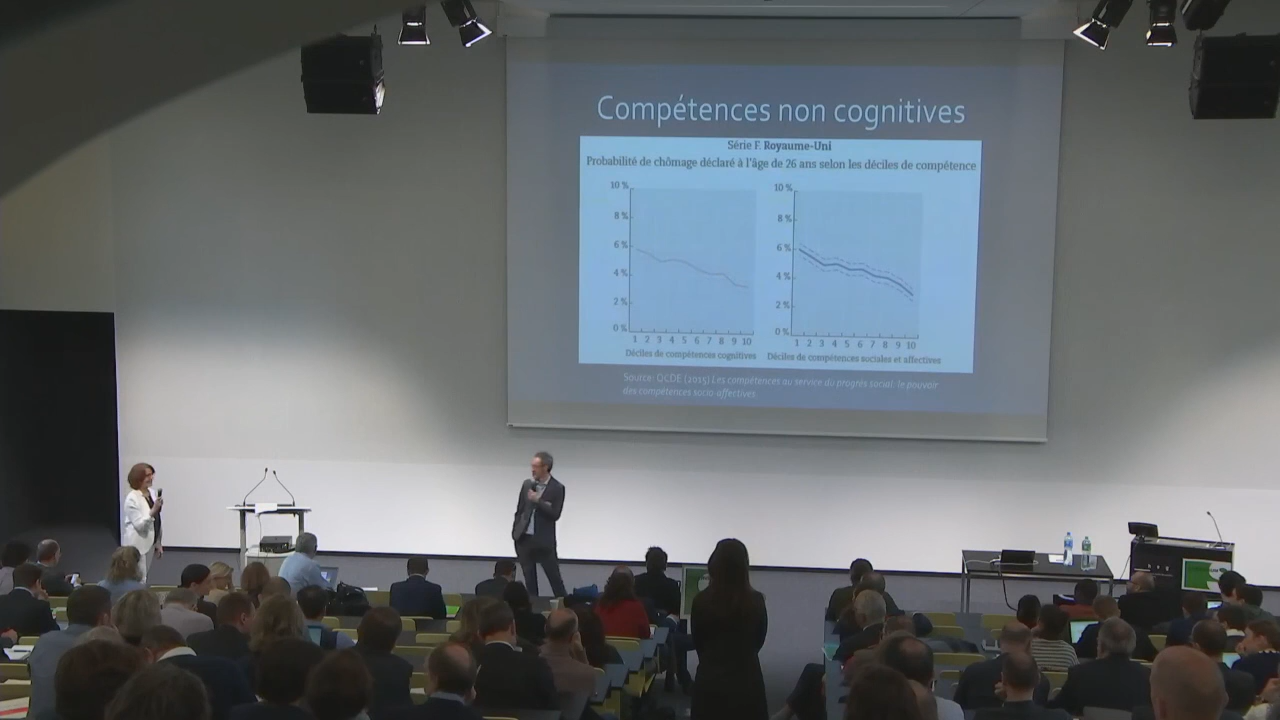 Compétences non cognitives
Série F. Royaume-Uni
Probabilité de chômage déclaré à l'âge de 26 ans selon les déciles de compétence
10 %
8 %
6 %
4 %
2 %
0 %
1 2 3 4 5 6 7 8 9 10
Déciles de compétences cognitives
10 %
8 %
6 %
4 %
2 %
0 %
1 2 3 4 5 6 7 8 9 10
Déciles de compétences sociales et affectives
Source: OCDE (2015) Les compétences au service du progrès social: le pouvoir
des compétences socio-affectives